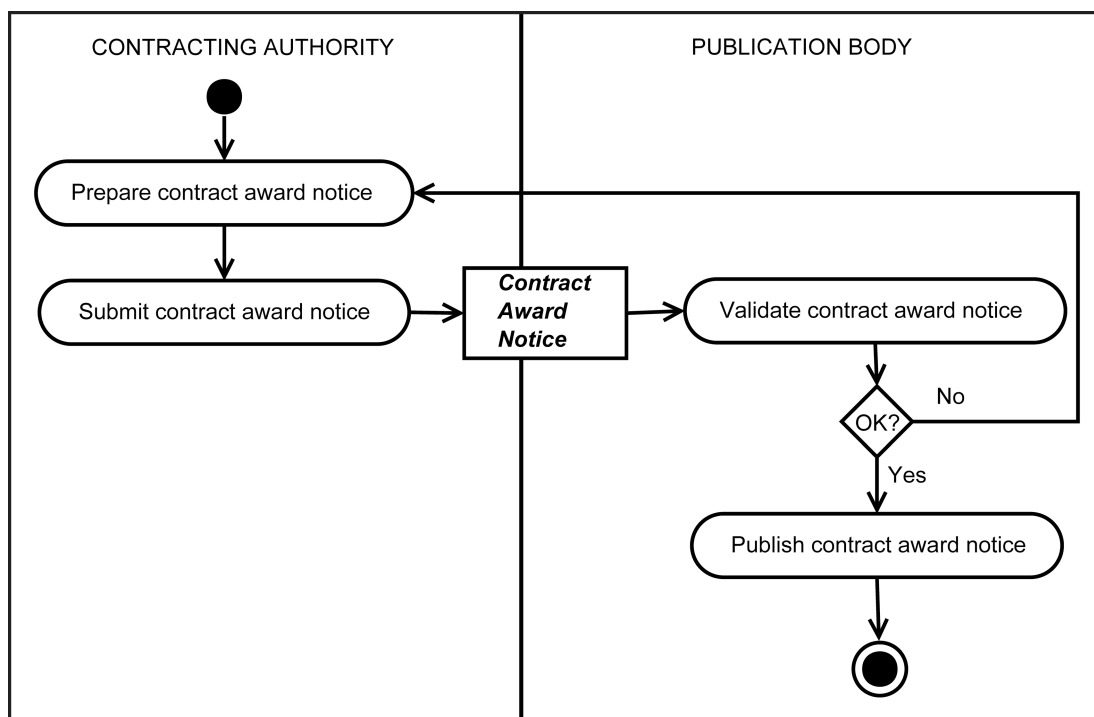 CONTRACTING AUTHORITY
PUBLICATION BODY
Prepare contract award notice
Submit contract award notice
Contract
Award
Notice
Validate contract award notice
No
OK?
Yes
Publish contract award notice